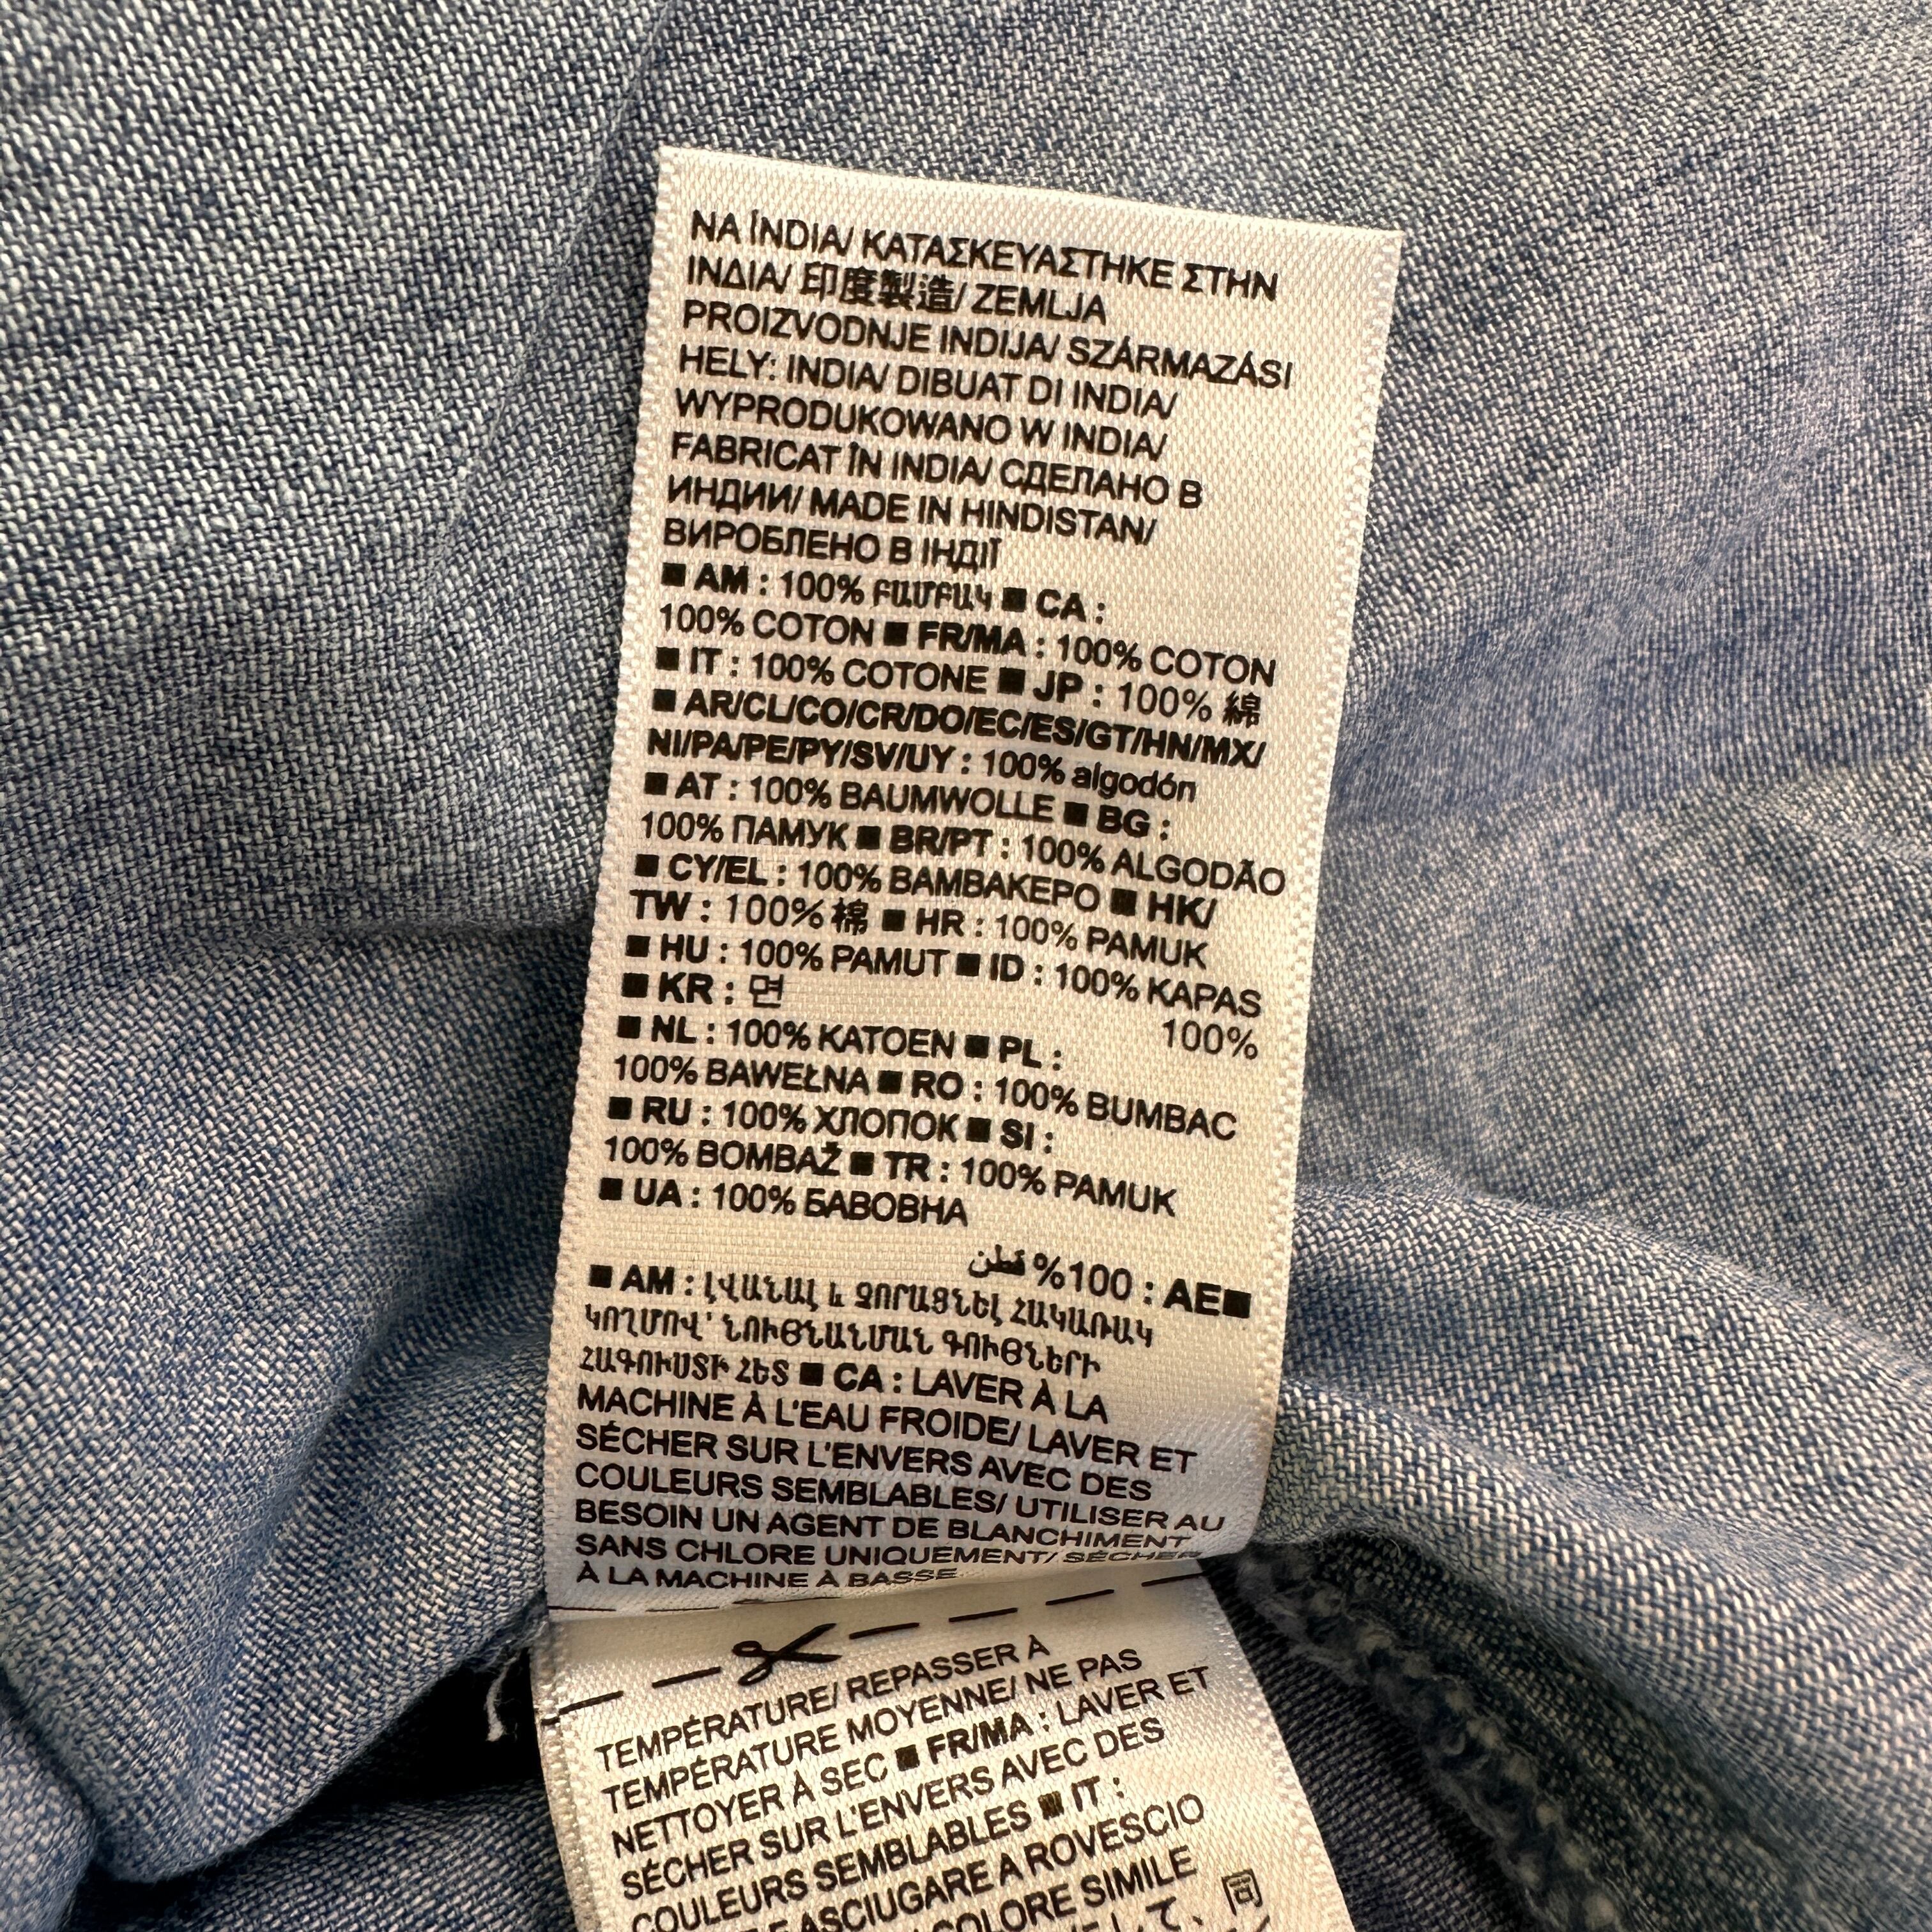 NA ÍNDIA/ ΚΑΤΑΣΚΕΥΑΣΤΗΚΕ ΣΤΗΝ
ΙΝΔΙΑ/ 印度製造/ ZEMLJA
PROIZVODNJE INDIJA/ SZÁRMAZÁSI
HELY: INDIA/ DIBUAT DI INDIA/
WYPRODUKOWANO W INDIA/
FABRICAT ÎN INDIA/ СДЕЛАНО В
ИНДИИ/ MADE IN HINDISTAN/
ВИРОБЛЕНО В ІНДІЇ
■ AM : 100% ԲԱՄԲԱԿ ■ CA :
100% COTON ■ FR/MA : 100% COTON
■ IT : 100% COTONE ■ JP : 100% 綿
■ AR/CL/CO/CR/DO/EC/ES/GT/HN/MX/
NI/PA/PE/PY/SV/UY : 100% algodón
■ AT : 100% BAUMWOLLE ■ BG :
100% ПАМУК ■ BR/PT : 100% ALGODÃO
■ CY/EL : 100% ΒΑΜΒΑΚΕΡΟ ■ HK/
TW : 100% 棉 ■ HR : 100% PAMUK
■ HU : 100% PAMUT ■ ID : 100% KAPAS
■ KR : 면 100%
■ NL : 100% KATOEN ■ PL :
100% BAWEŁNA ■ RO : 100% BUMBAC
■ RU : 100% ХЛОПОК ■ SI :
100% BOMBAŽ ■ TR : 100% PAMUK
■ UA : 100% БАВОВНА
■AE : 100% قطن
■ AM : ԼՎԱՆԱԼ և ՉՈՐԱՑՆԵԼ ՀԱԿԱՌԱԿ
ԿՈՂՄՈՎ՝ ՆՈՒՅՆԱՆՄԱՆ ԳՈՒՅՆԵՐԻ
ՀԱԳՈՒՍՏԻ ՀԵՏ ■ CA : LAVER À LA
MACHINE À L'EAU FROIDE/ LAVER ET
SÉCHER SUR L'ENVERS AVEC DES
COULEURS SEMBLABLES/ UTILISER AU
BESOIN UN AGENT DE BLANCHIMENT
SANS CHLORE UNIQUEMENT/ SÉCHER
À LA MACHINE À BASSE
TEMPÉRATURE/ REPASSER À
TEMPÉRATURE MOYENNE/ NE PAS
NETTOYER À SEC ■ FR/MA : LAVER ET
SÉCHER SUR L'ENVERS AVEC DES
COULEURS SEMBLABLES ■ IT :
ASCIUGARE A ROVESCIO
COLORE SIMILE
して、同